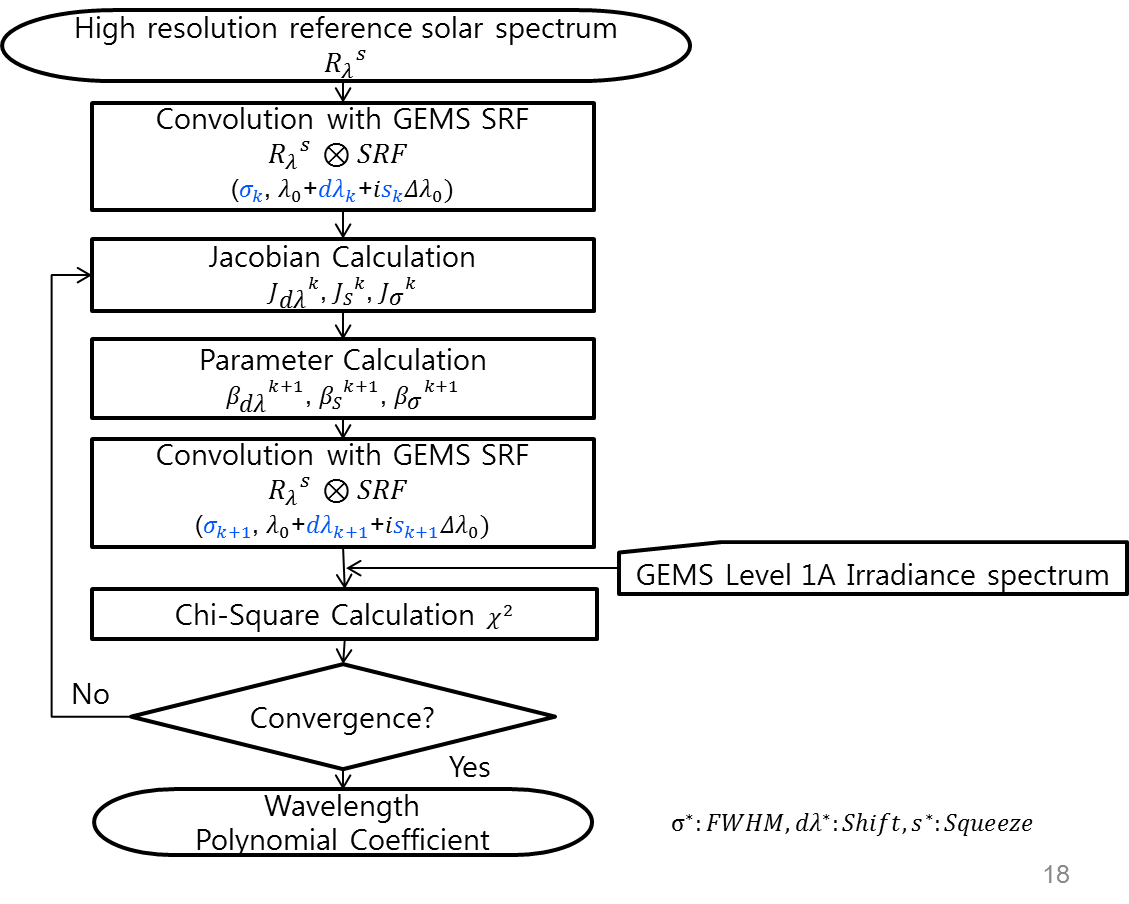 High resolution reference solar spectrum
R_λ^s
Convolution with GEMS SRF
R_λ^s ⊗ SRF
(σ_k, λ_0+dλ_k+is_kΔλ_0)
Jacobian Calculation
J_dλ^k, J_s^k, J_σ^k
Parameter Calculation
β_dλ^k+1, β_s^k+1, β_σ^k+1
Convolution with GEMS SRF
R_λ^s ⊗ SRF
(σ_k+1, λ_0+dλ_k+1+is_k+1Δλ_0)
GEMS Level 1A Irradiance spectrum
Chi-Square Calculation χ²
No
Convergence?
Yes
Wavelength
Polynomial Coefficient
σ*: FWHM, dλ*: Shift, s*: Squeeze
18